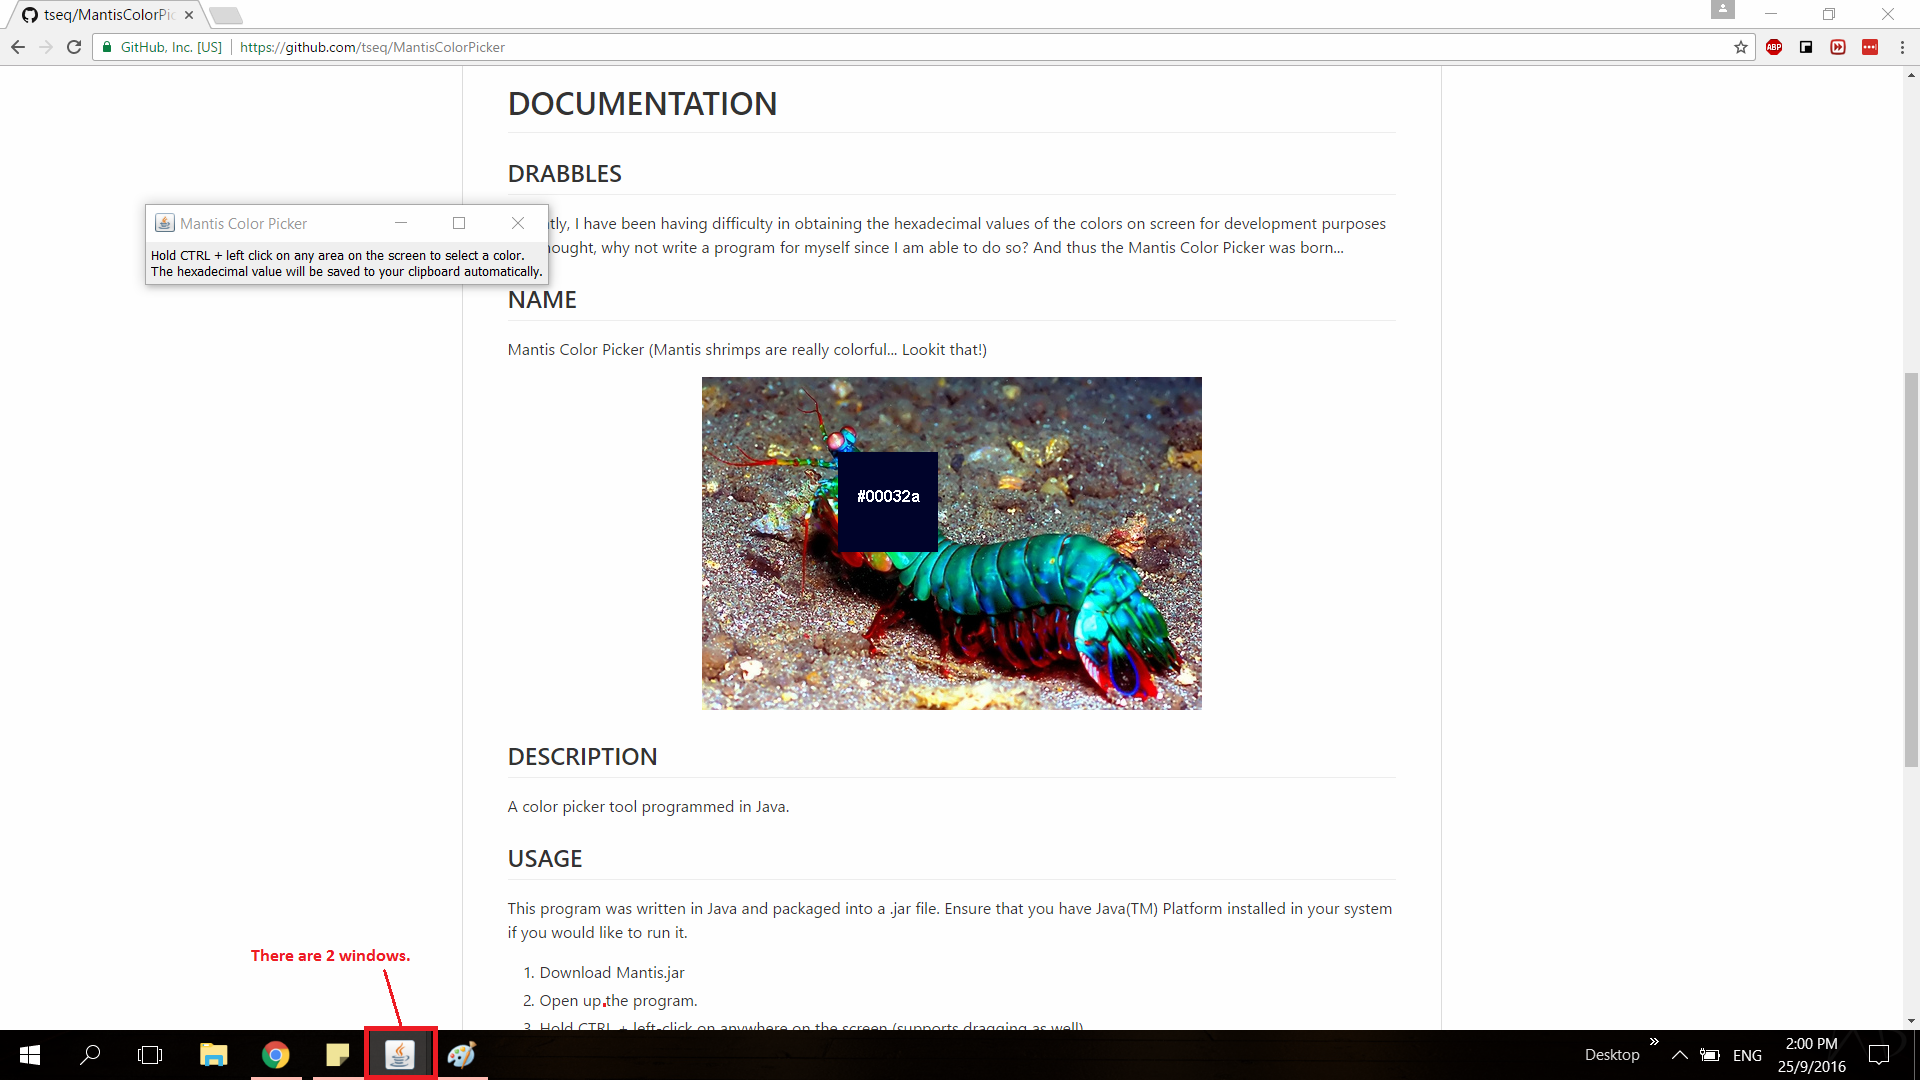 tseq/MantisColorPic
GitHub, Inc. [US] https://github.com/tseq/MantisColorPicker
ABP
DOCUMENTATION
DRABBLES
tly, I have been having difficulty in obtaining the hexadecimal values of the colors on screen for development purposes
ought, why not write a program for myself since I am able to do so? And thus the Mantis Color Picker was born...
Mantis Color Picker
Hold CTRL + left click on any area on the screen to select a color.
The hexadecimal value will be saved to your clipboard automatically.
NAME
Mantis Color Picker (Mantis shrimps are really colorful... Lookit that!)
#00032a
DESCRIPTION
A color picker tool programmed in Java.
USAGE
This program was written in Java and packaged into a .jar file. Ensure that you have Java(TM) Platform installed in your system
if you would like to run it.
1. Download Mantis.jar
2. Open up the program.
3. Hold CTRL + left-click on anywhere on the screen (supports dragging as well)
There are 2 windows.
Desktop
ENG
2:00 PM
25/9/2016